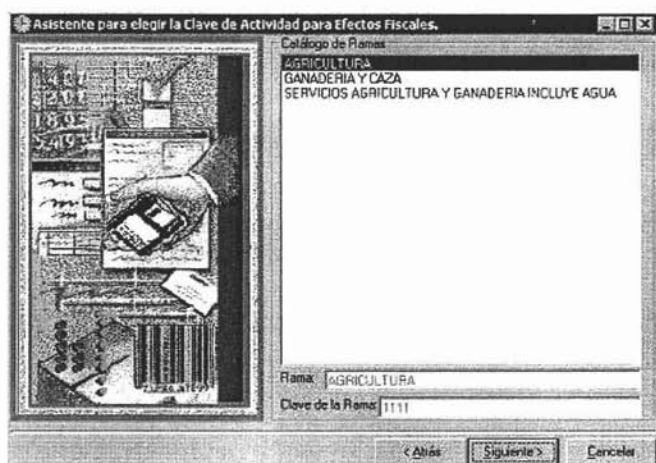 Asistente para elegir la Clave de Actividad para Efectos Fiscales.
Catálogo de Ramas
AGRICULTURA
GANADERIA Y CAZA
SERVICIOS AGRICULTURA Y GANADERIA INCLUYE AGUA
Rama: AGRICULTURA
Clave de la Rama: 1111
< Atrás
Siguiente >
Cancelar